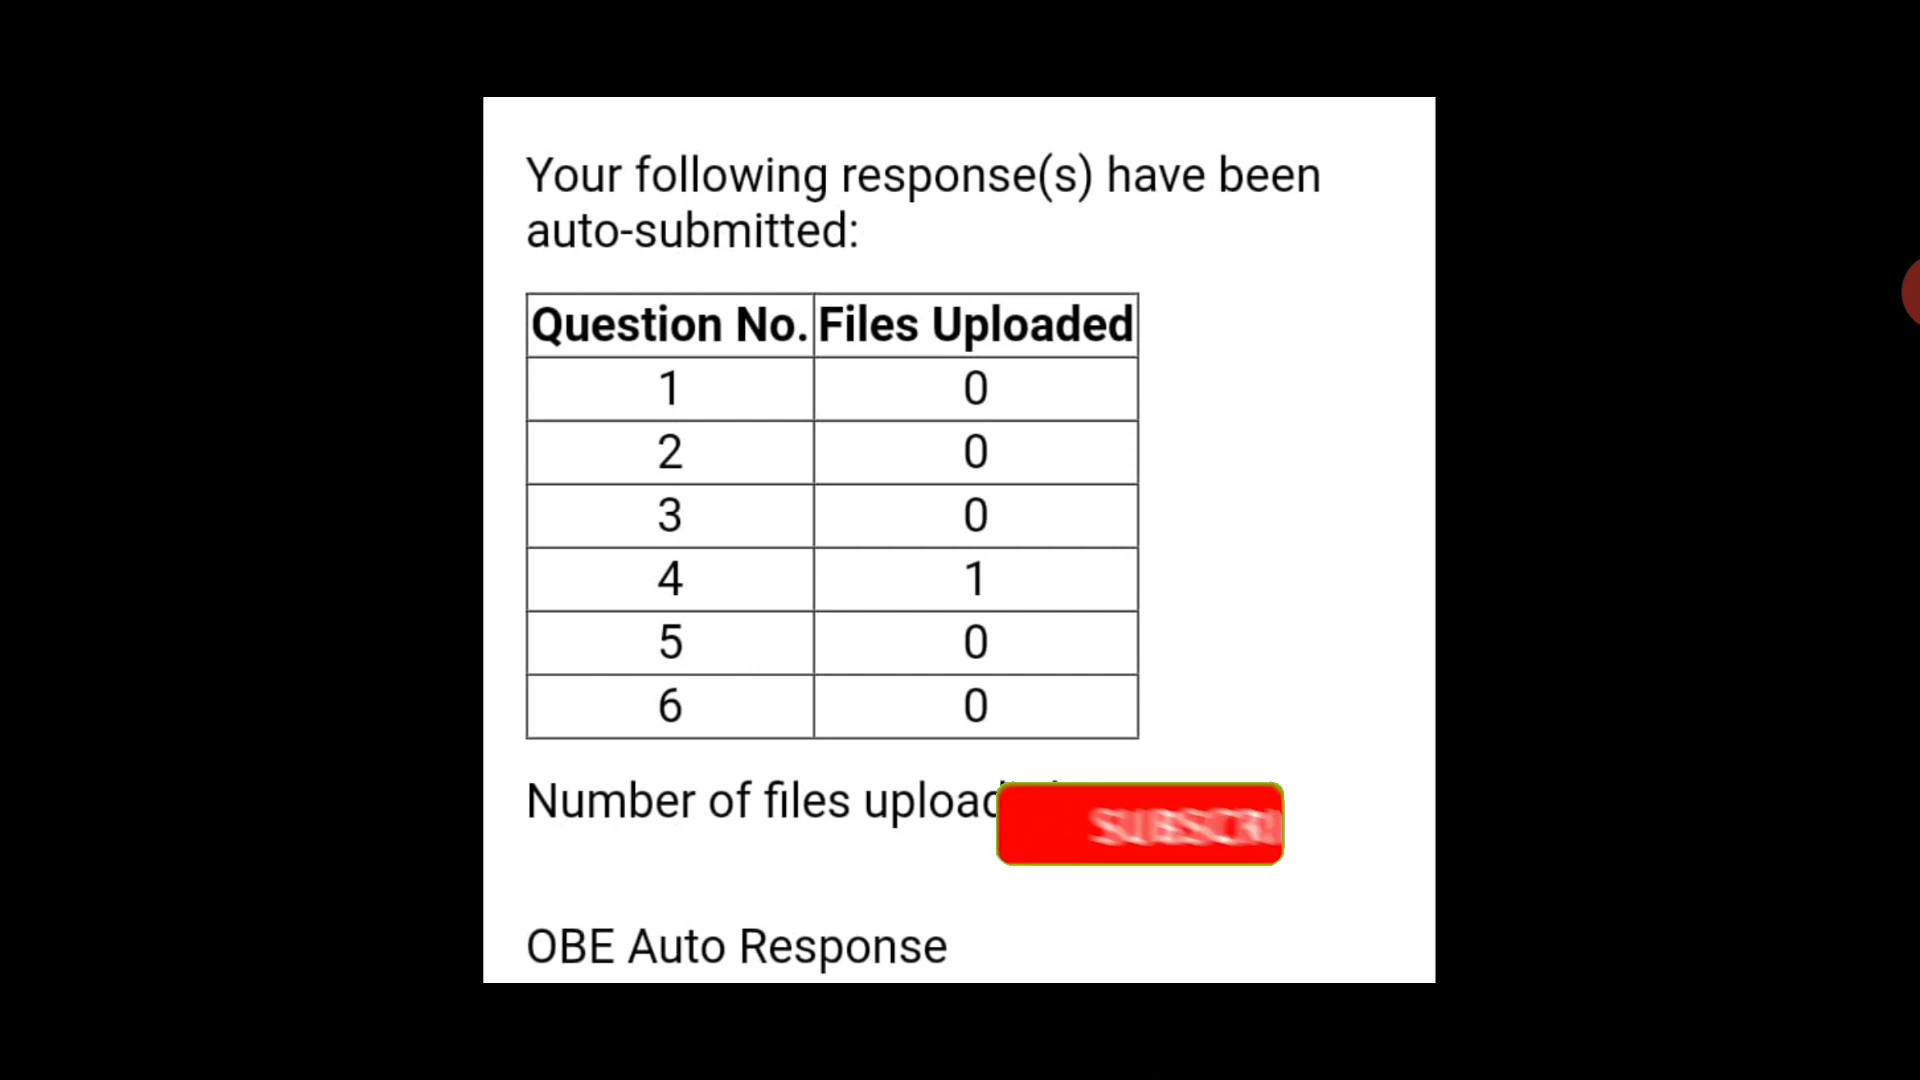 Your following response(s) have been
auto-submitted:
Question No. Files Uploaded
1 0
2 0
3 0
4 1
5 0
6 0
Number of files
OBE Auto Response